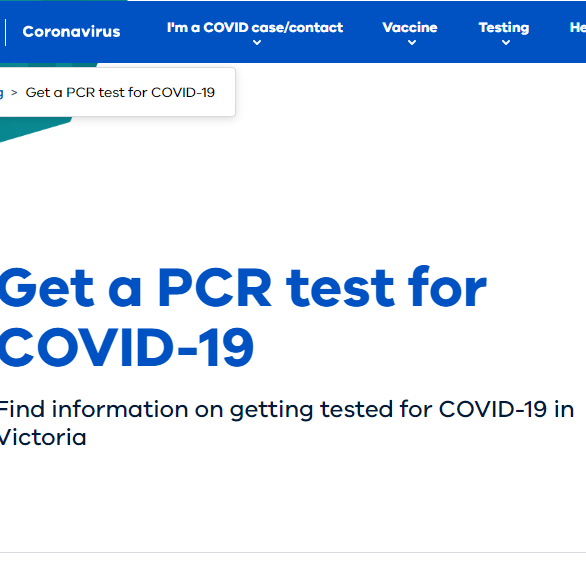 Coronavirus I'm a COVID case/contact Vaccine Testing
> Get a PCR test for COVID-19
Get a PCR test for
COVID-19
Find information on getting tested for COVID-19 in
Victoria